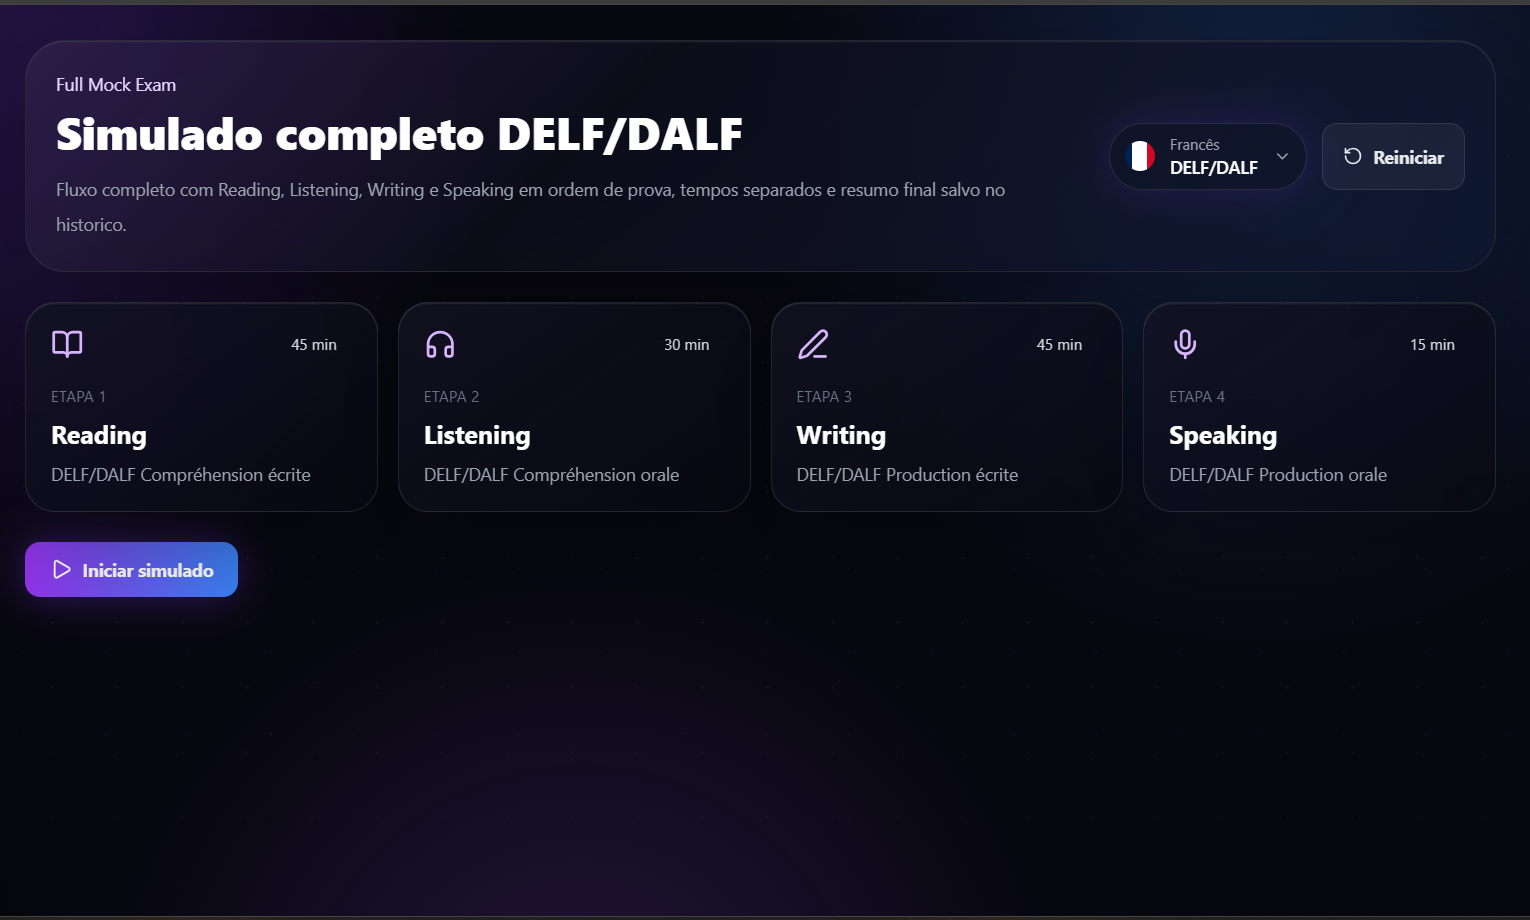 Full Mock Exam
Simulado completo DELF/DALF
Fluxo completo com Reading, Listening, Writing e Speaking em ordem de prova, tempos separados e resumo final salvo no
historico.
Francês
DELF/DALF
Reiniciar
45 min
ETAPA 1
Reading
DELF/DALF Compréhension écrite
30 min
ETAPA 2
Listening
DELF/DALF Compréhension orale
45 min
ETAPA 3
Writing
DELF/DALF Production écrite
15 min
ETAPA 4
Speaking
DELF/DALF Production orale
Iniciar simulado